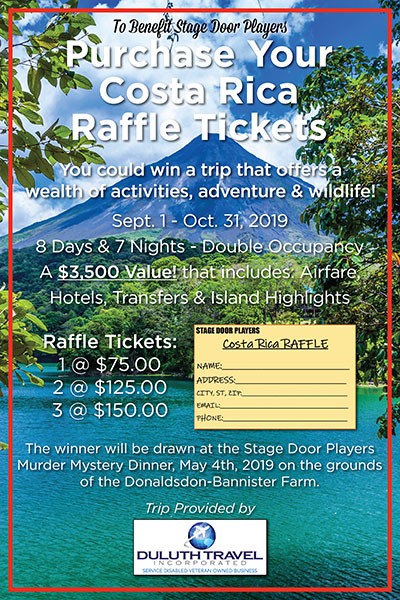 To Benefit Stage Door Players
Purchase Your
Costa Rica
Raffle Tickets
You could win a trip that offers a
wealth of activities, adventure & wildlife!
Sept. 1 - Oct. 31, 2019
8 Days & 7 Nights - Double Occupancy
A $3,500 Value! that includes: Airfare,
Hotels, Transfers & Island Highlights
Raffle Tickets:
1 @ $75.00
2 @ $125.00
3 @ $150.00
STAGE DOOR PLAYERS
Costa Rica RAFFLE
NAME:
ADDRESS:
CITY, ST, ZIP:
EMAIL:
PHONE:
The winner will be drawn at the Stage Door Players
Murder Mystery Dinner, May 4th, 2019 on the grounds
of the Donaldsdon-Bannister Farm.
Trip Provided by
DULUTH TRAVEL
INCORPORATED
SERVICE DISABLED VETERAN OWNED BUSINESS